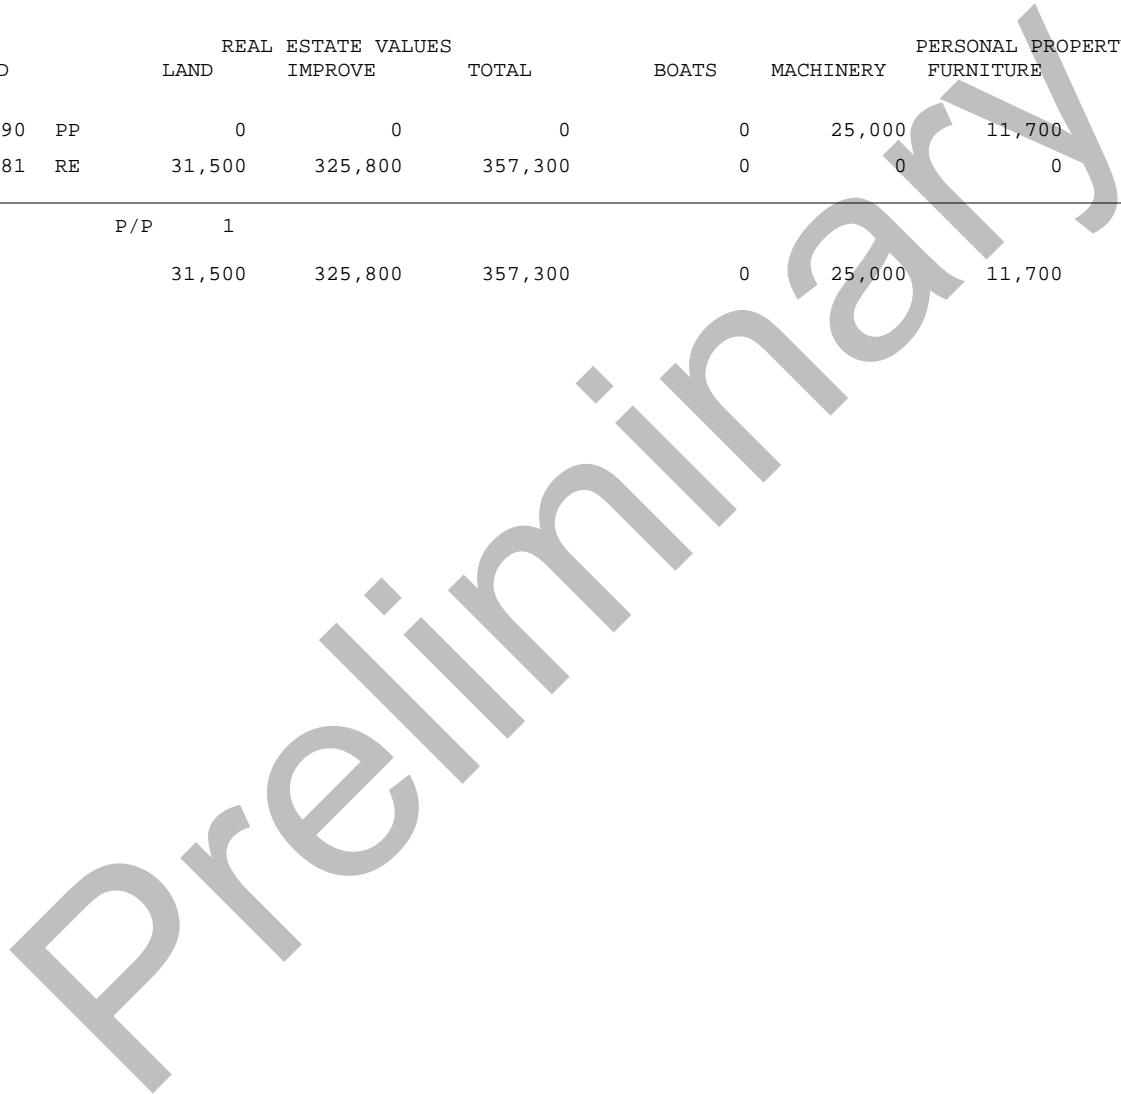 REAL ESTATE VALUES PERSONAL PROPERT
D LAND IMPROVE TOTAL BOATS MACHINERY FURNITURE
90 PP 0 0 0 0 25,000 11,700
81 RE 31,500 325,800 357,300 0 0 0
P/P 1
31,500 325,800 357,300 0 25,000 11,700
Preliminary